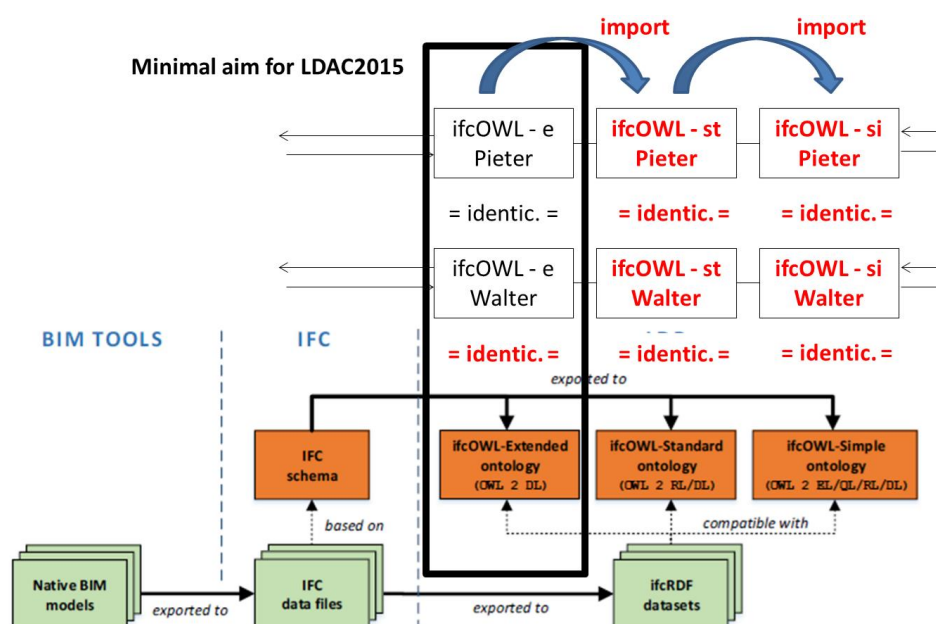 import import
Minimal aim for LDAC2015
ifcOWL - e ifcOWL - st ifcOWL - si
Pieter Pieter Pieter
= identic. = = identic. = = identic. =
ifcOWL - e ifcOWL - st ifcOWL - si
Walter Walter Walter
BIM TOOLS IFC
= identic. = = identic. = = identic. =
exported to
IFC ifcOWL-Extended ifcOWL-Standard ifcOWL-Simple
schema ontology ontology ontology
(OWL 2 DL) (OWL 2 RL/DL) (OWL 2 EL/QL/RL/DL)
based on compatible with
Native BIM IFC ifcRDF
models data files datasets
exported to exported to